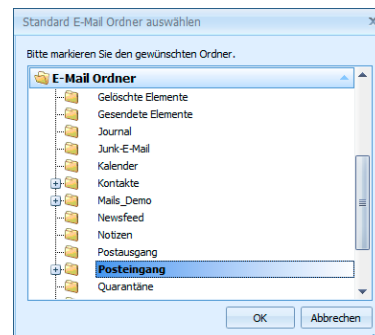 Standard E-Mail Ordner auswählen
Bitte markieren Sie den gewünschten Ordner.
E-Mail Ordner
Gelöschte Elemente
Gesendete Elemente
Journal
Junk-E-Mail
Kalender
Kontakte
Mails_Demo
Newsfeed
Notizen
Postausgang
Posteingang
Quarantäne
OK Abbrechen